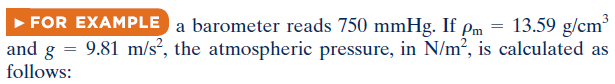 ► FOR EXAMPLE a barometer reads 750 mmHg. If ρm = 13.59 g/cm³
and g = 9.81 m/s², the atmospheric pressure, in N/m², is calculated as
follows: